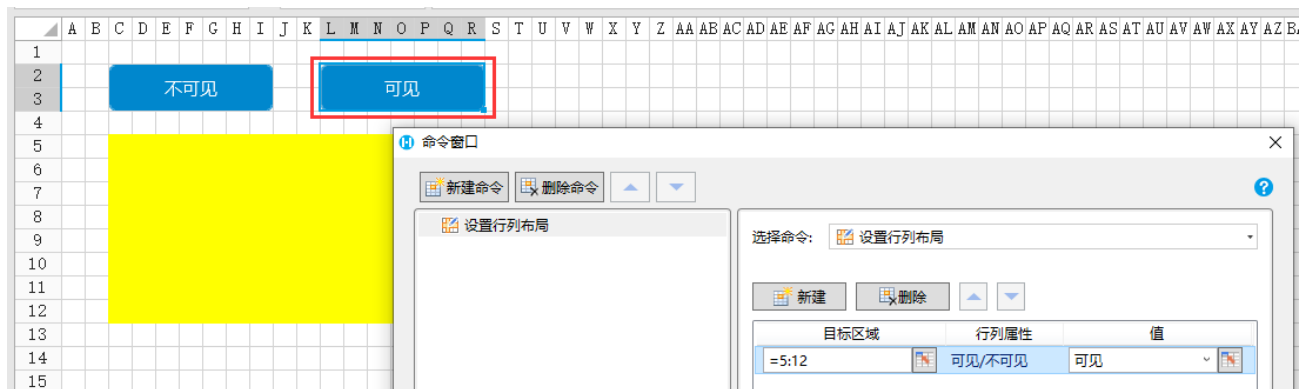 A B C D E F G H I J K L M N O P Q R S T U V W X Y Z AA AB AC AD AE AF AG AH AI AJ AK AL AM AN AO AP AQ AR AS AT AU AV AW AX AY AZ
1
2
不可见 可见
3
4
5
命令窗口
6
7
新建命令 删除命令
8
设置行列布局
9
选择命令: 设置行列布局
10
11
新建 删除
12
13
目标区域 行列属性 值
14
=5:12 可见/不可见 可见
15